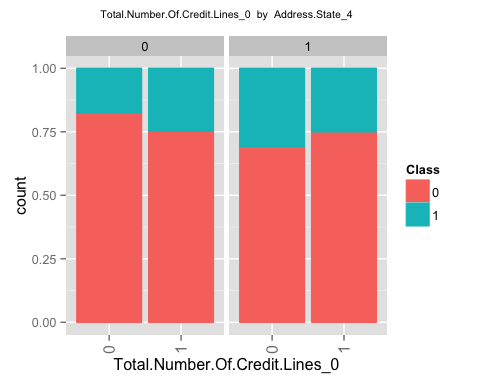 Total.Number.Of.Credit.Lines_0 by Address.State_4
0 1
1.00
0.75
0.50
0.25
0.00
count
0 1 0 1
Total.Number.Of.Credit.Lines_0
Class
0
1